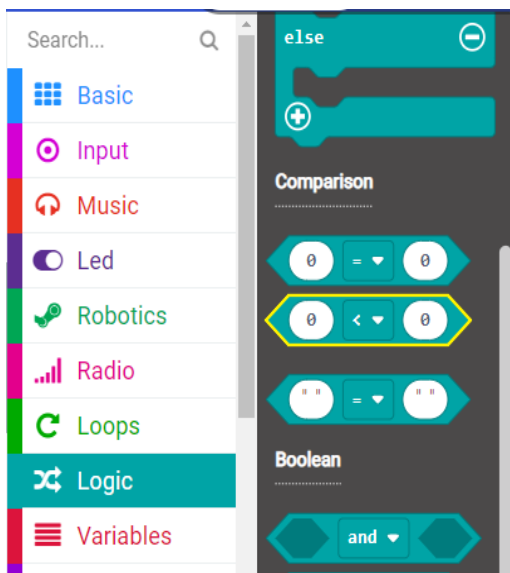 Search...
Basic
Input
Music
Led
Robotics
Radio
Loops
Logic
Variables
else
Comparison
0 = 0
0 < 0
" " = " "
Boolean
and